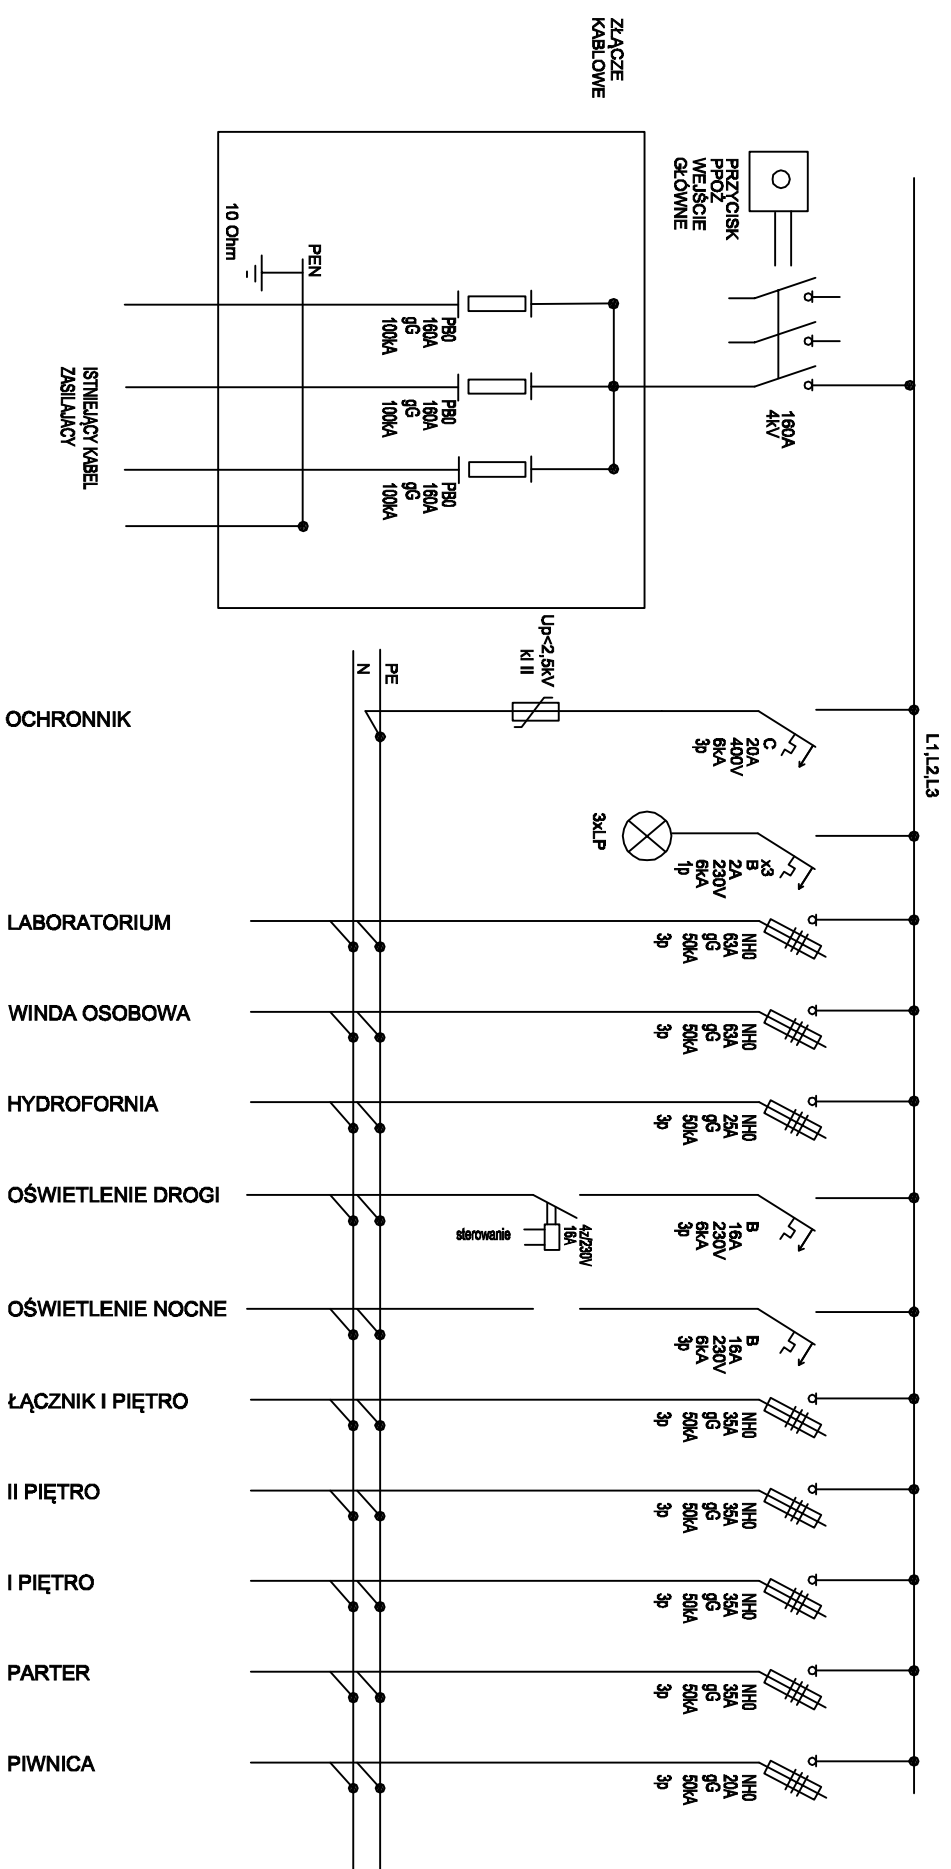 ZŁĄCZE
KABLOWE
PRZYCISK
PPOŻ
WEJŚCIE
GŁÓWNE
10 Ohm
PEN
PB0
160A
gG
100kA
PB0
160A
gG
100kA
PB0
160A
gG
100kA
160A
4kV
ISTNIEJĄCY KABEL
ZASILAJACY
L1,L2,L3
PE
N
OCHRONNIK
Up<2,5kV
kl II
C
20A
400V
6kA
3p
3xLP
x3
B
2A
230V
6kA
1p
LABORATORIUM
NH0
63A
gG
50kA
3p
WINDA OSOBOWA
NH0
63A
gG
50kA
3p
HYDROFORNIA
NH0
25A
gG
50kA
3p
OŚWIETLENIE DROGI
sterowanie
4z/230V
16A
B
16A
230V
6kA
3p
OŚWIETLENIE NOCNE
B
16A
230V
6kA
3p
ŁĄCZNIK I PIĘTRO
NH0
35A
gG
50kA
3p
II PIĘTRO
NH0
35A
gG
50kA
3p
I PIĘTRO
NH0
35A
gG
50kA
3p
PARTER
NH0
35A
gG
50kA
3p
PIWNICA
NH0
20A
gG
50kA
3p